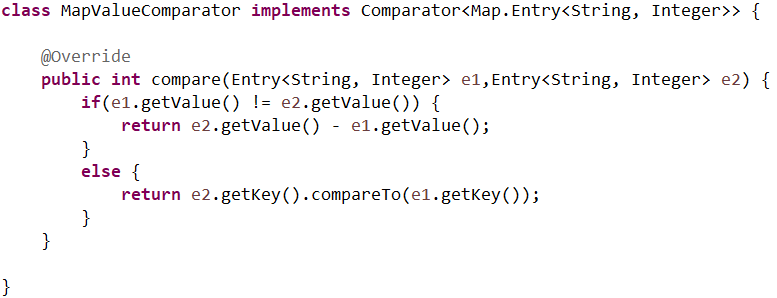 class MapValueComparator implements Comparator<Map.Entry<String, Integer>> {
@Override
public int compare(Entry<String, Integer> e1,Entry<String, Integer> e2) {
if(e1.getValue() != e2.getValue()) {
return e2.getValue() - e1.getValue();
}
else {
return e2.getKey().compareTo(e1.getKey());
}
}
}